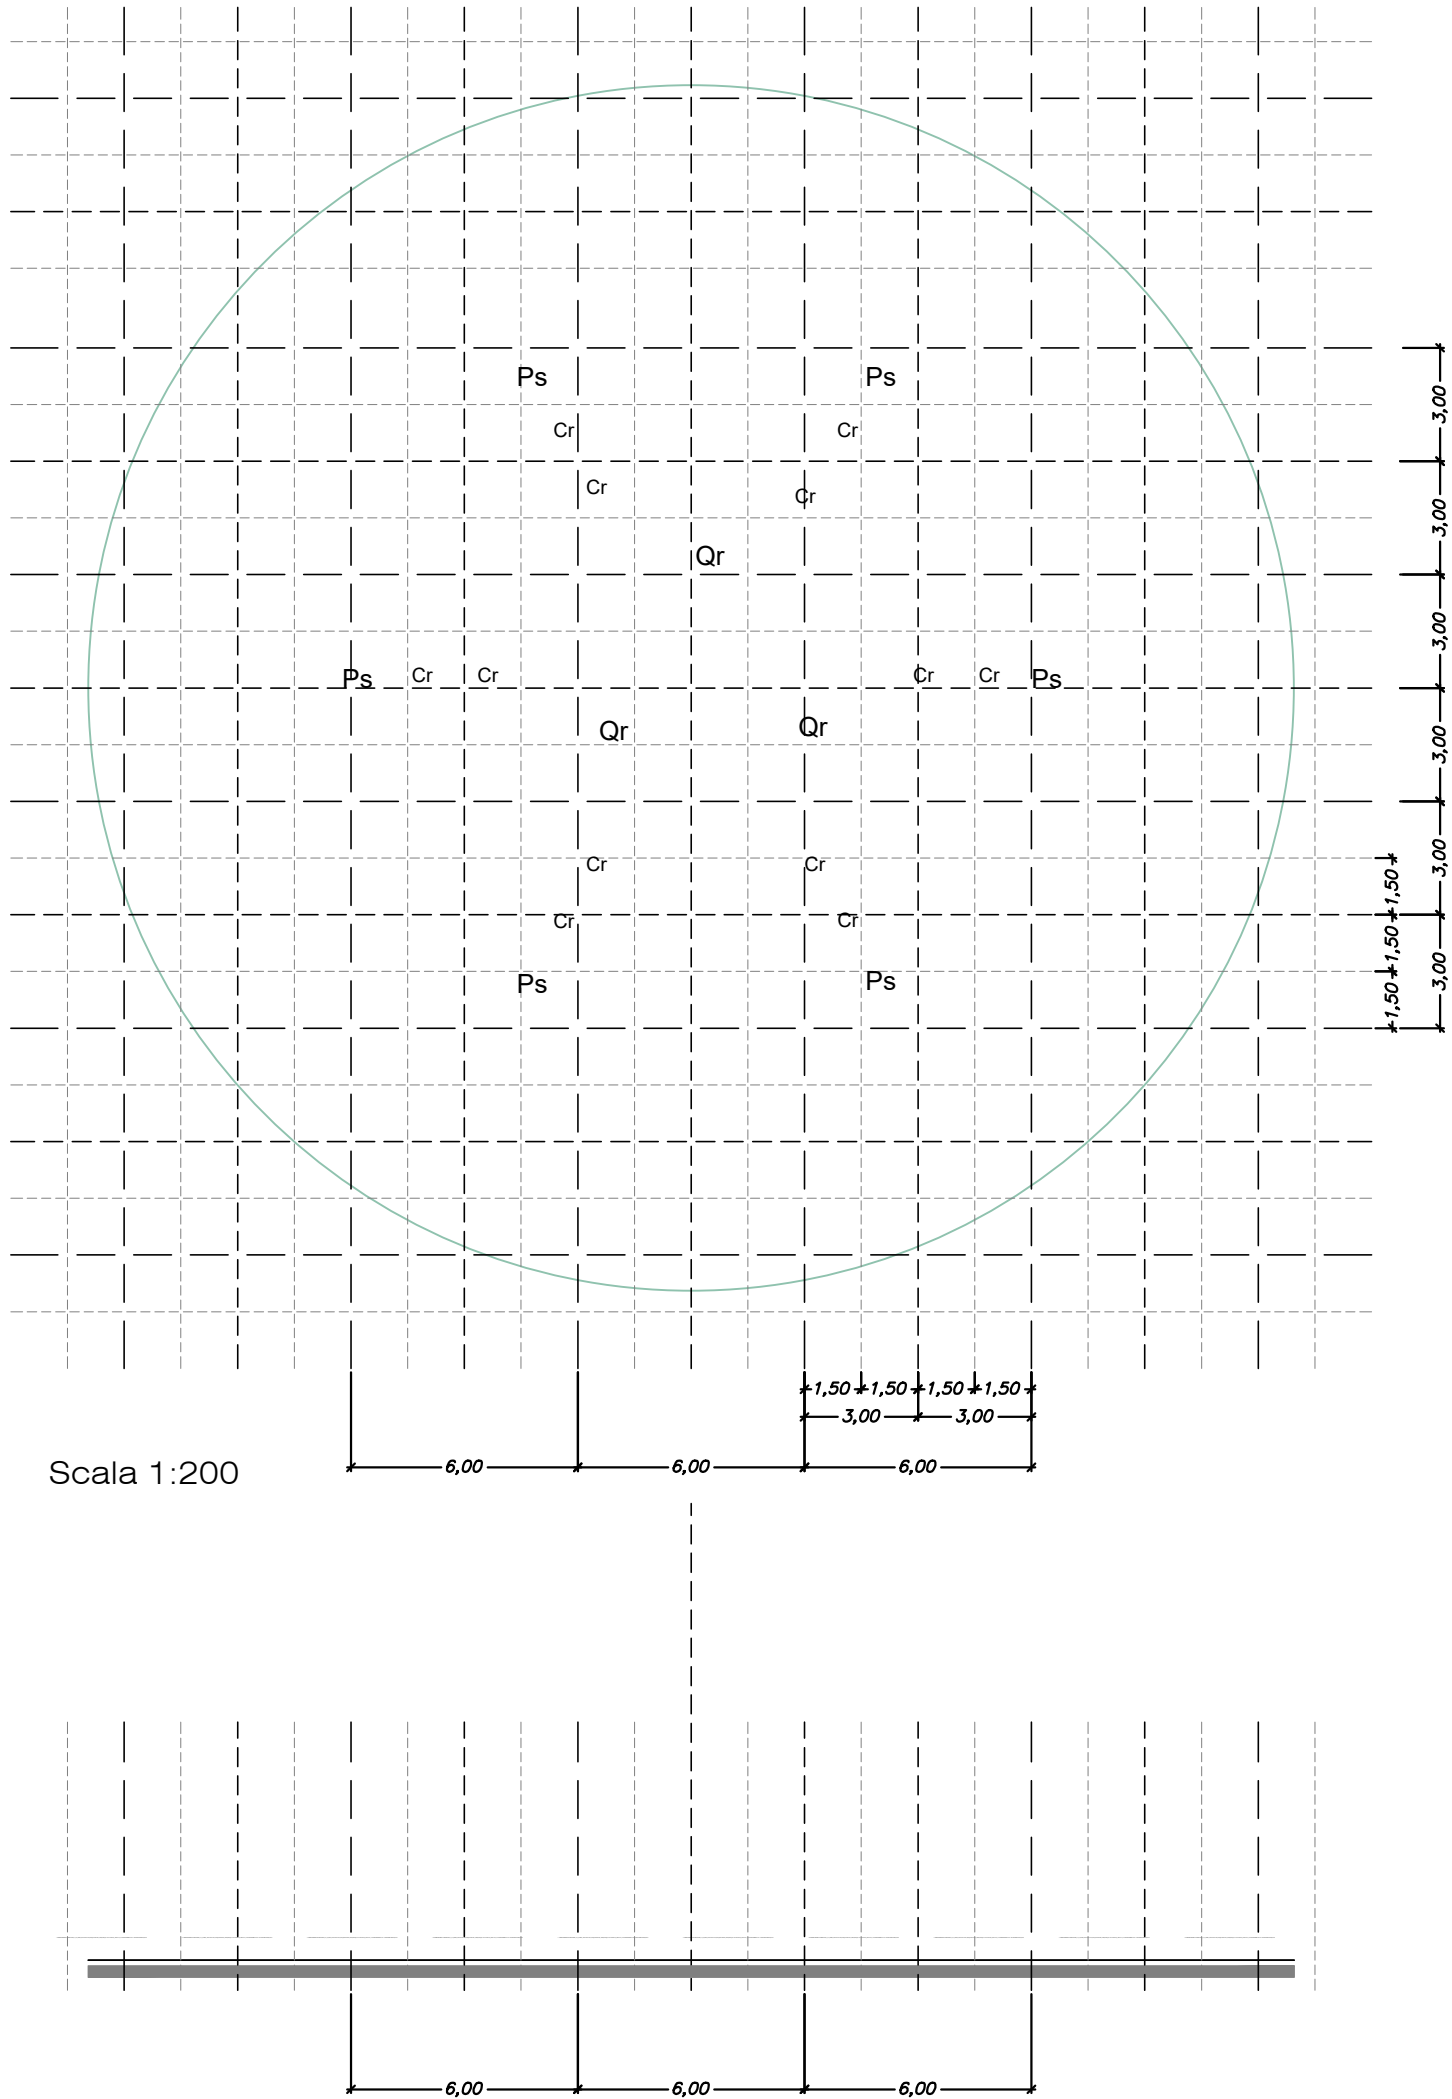 Ps Ps
3,00
Cr Cr
Cr Cr
3,00
Qr
3,00
Ps Cr Cr Cr Cr Ps
Qr Qr
3,00
Cr Cr
3,00
1,50
Cr Cr
1,50
Ps Ps
3,00
1,50
1,50 1,50 1,50 1,50
3,00 3,00
6,00 6,00 6,00
Scala 1:200
6,00 6,00 6,00